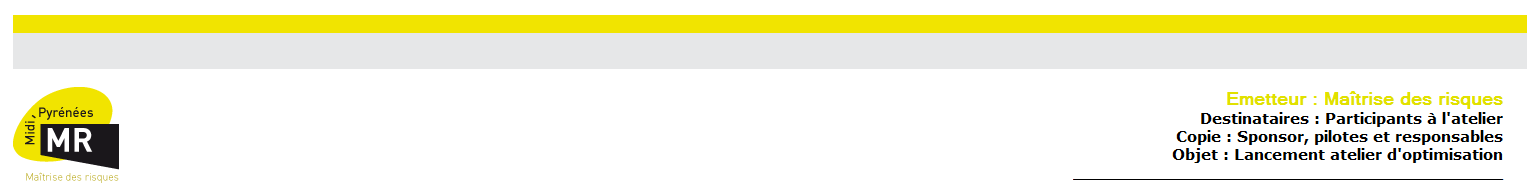 Midi,
Pyrénées
MR
Maîtrise des risques
Emetteur : Maîtrise des risques
Destinataires : Participants à l'atelier
Copie : Sponsor, pilotes et responsables
Objet : Lancement atelier d'optimisation